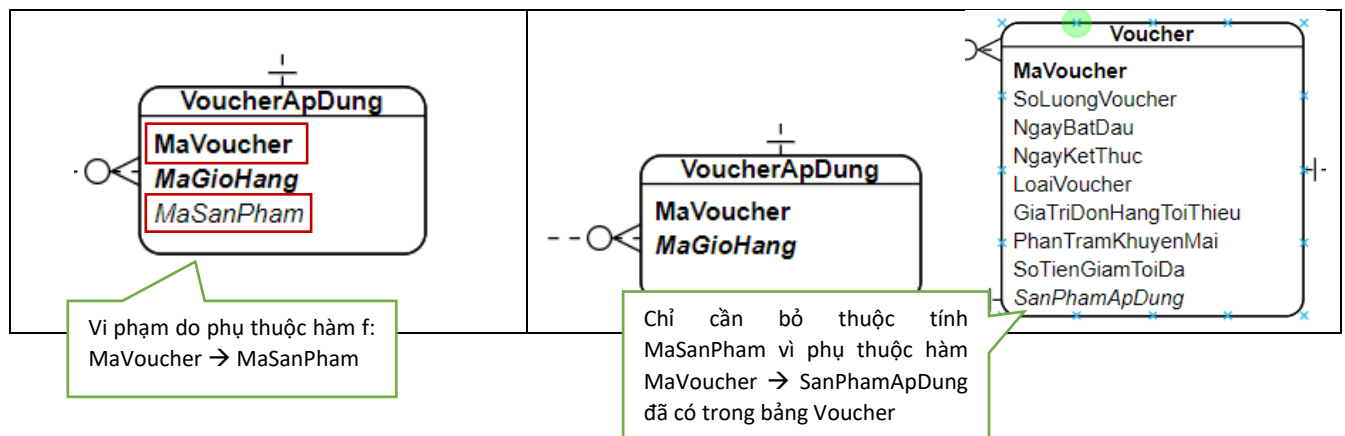 VoucherApDung
MaVoucher
MaGioHang
MaSanPham
Vi phạm do phụ thuộc hàm f:
MaVoucher → MaSanPham
VoucherApDung
MaVoucher
MaGioHang
Chỉ cần bỏ thuộc tính
MaSanPham vì phụ thuộc hàm
MaVoucher → SanPhamApDung
đã có trong bảng Voucher
Voucher
MaVoucher
SoLuongVoucher
NgayBatDau
NgayKetThuc
LoaiVoucher
GiaTriDonHangToiThieu
PhanTramKhuyenMai
SoTienGiamToiDa
SanPhamApDung